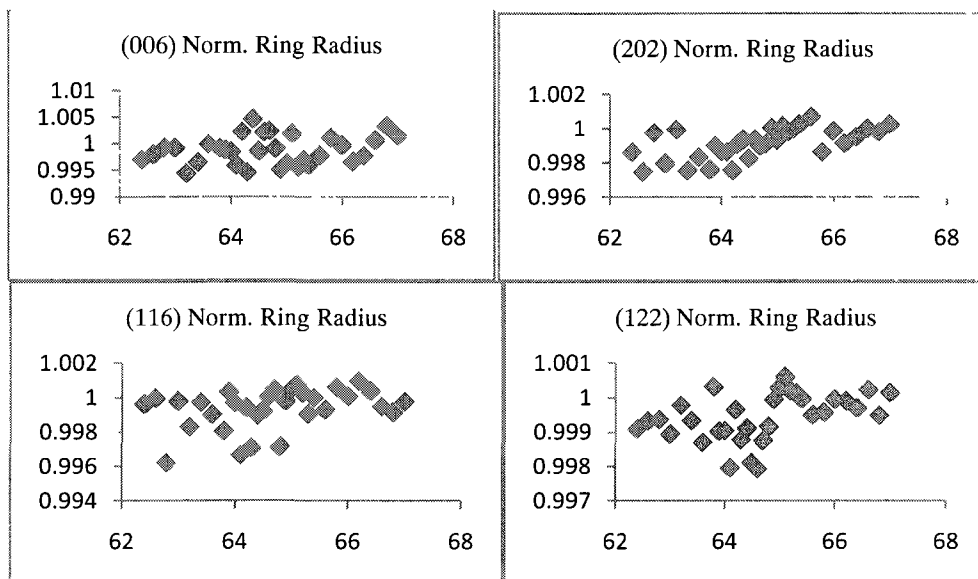 (006) Norm. Ring Radius
1.01
1.005
1
0.995
0.99
62 64 66 68
(202) Norm. Ring Radius
1.002
1
0.998
0.996
62 64 66 68
(116) Norm. Ring Radius
1.002
1
0.998
0.996
0.994
62 64 66 68
(122) Norm. Ring Radius
1.001
1
0.999
0.998
0.997
62 64 66 68